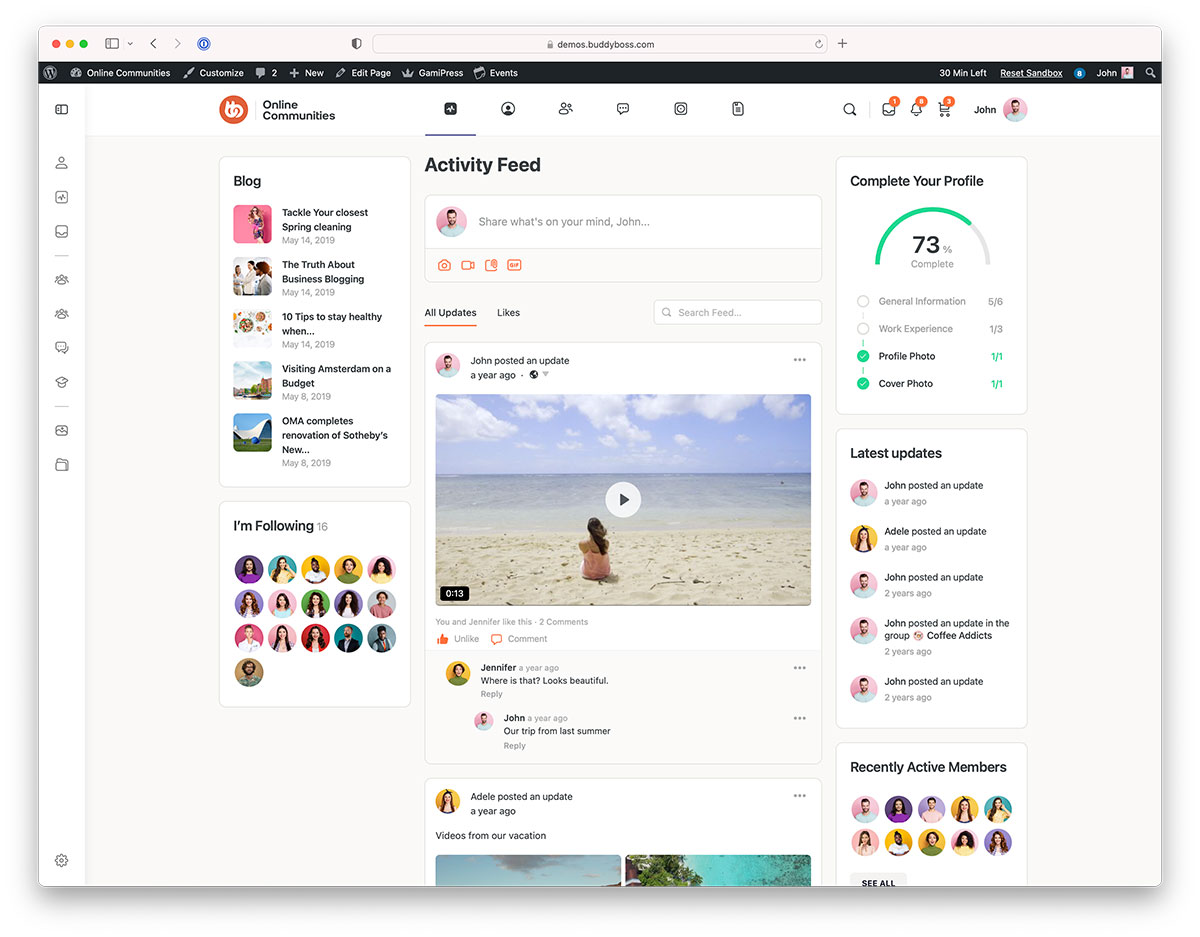 demos.buddyboss.com
Online Communities Customize 2 New Edit Page GamiPress Events 30 Min Left Reset Sandbox 8 John
Online
Communities
1 8 3
John
Blog
Tackle Your closest
Spring cleaning
May 14, 2019
The Truth About
Business Blogging
May 14, 2019
10 Tips to stay healthy
when...
May 14, 2019
Visiting Amsterdam on a
Budget
May 8, 2019
OMA completes
renovation of Sotheby's
New...
May 8, 2019
I'm Following 16
Activity Feed
Share what's on your mind, John...
GIF
All Updates Likes Search Feed...
John posted an update
a year ago ·
0:13
You and Jennifer like this · 2 Comments
Unlike Comment
Jennifer a year ago
Where is that? Looks beautiful.
Reply
John a year ago
Our trip from last summer
Reply
Adele posted an update
a year ago
Videos from our vacation
Complete Your Profile
73 %
Complete
General Information 5/6
Work Experience 1/3
Profile Photo 1/1
Cover Photo 1/1
Latest updates
John posted an update
a year ago
Adele posted an update
a year ago
John posted an update
2 years ago
John posted an update in the
group Coffee Addicts
2 years ago
John posted an update
2 years ago
Recently Active Members
SEE ALL